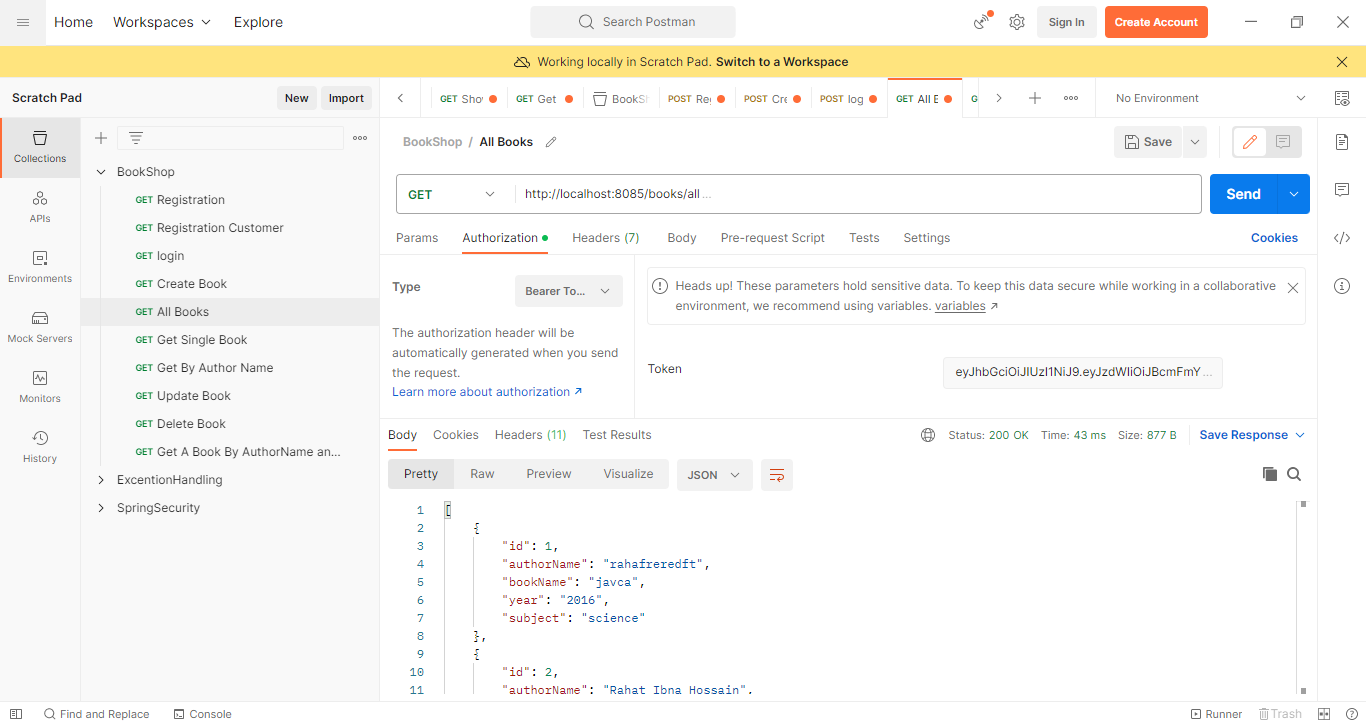 Home Workspaces Explore Search Postman Sign In Create Account
Working locally in Scratch Pad. Switch to a Workspace
Scratch Pad New Import
GET Sho GET Get BookSh POST Re POST Cre POST log GET All B G No Environment
Collections
APIs
Environments
Mock Servers
Monitors
History
BookShop
GET Registration
GET Registration Customer
GET login
GET Create Book
GET All Books
GET Get Single Book
GET Get By Author Name
GET Update Book
GET Delete Book
GET Get A Book By AuthorName an...
ExcentionHandling
SpringSecurity
BookShop / All Books Save
GET http://localhost:8085/books/all ... Send
Params Authorization Headers (7) Body Pre-request Script Tests Settings Cookies
Type Bearer To...
The authorization header will be
automatically generated when you send
the request.
Learn more about authorization ↗
Heads up! These parameters hold sensitive data. To keep this data secure while working in a collaborative
environment, we recommend using variables. variables ↗
Token eyJhbGciOiJIUzI1NiJ9.eyJzdWIiOiJBcmFmY ...
Body Cookies Headers (11) Test Results Status: 200 OK Time: 43 ms Size: 877 B Save Response
Pretty Raw Preview Visualize JSON
1 [
2 {
3 "id": 1,
4 "authorName": "rahafreredft",
5 "bookName": "javca",
6 "year": "2016",
7 "subject": "science"
8 },
9 {
10 "id": 2,
11 "authorName": "Rahat Ibna Hossain",
Find and Replace Console Runner Trash